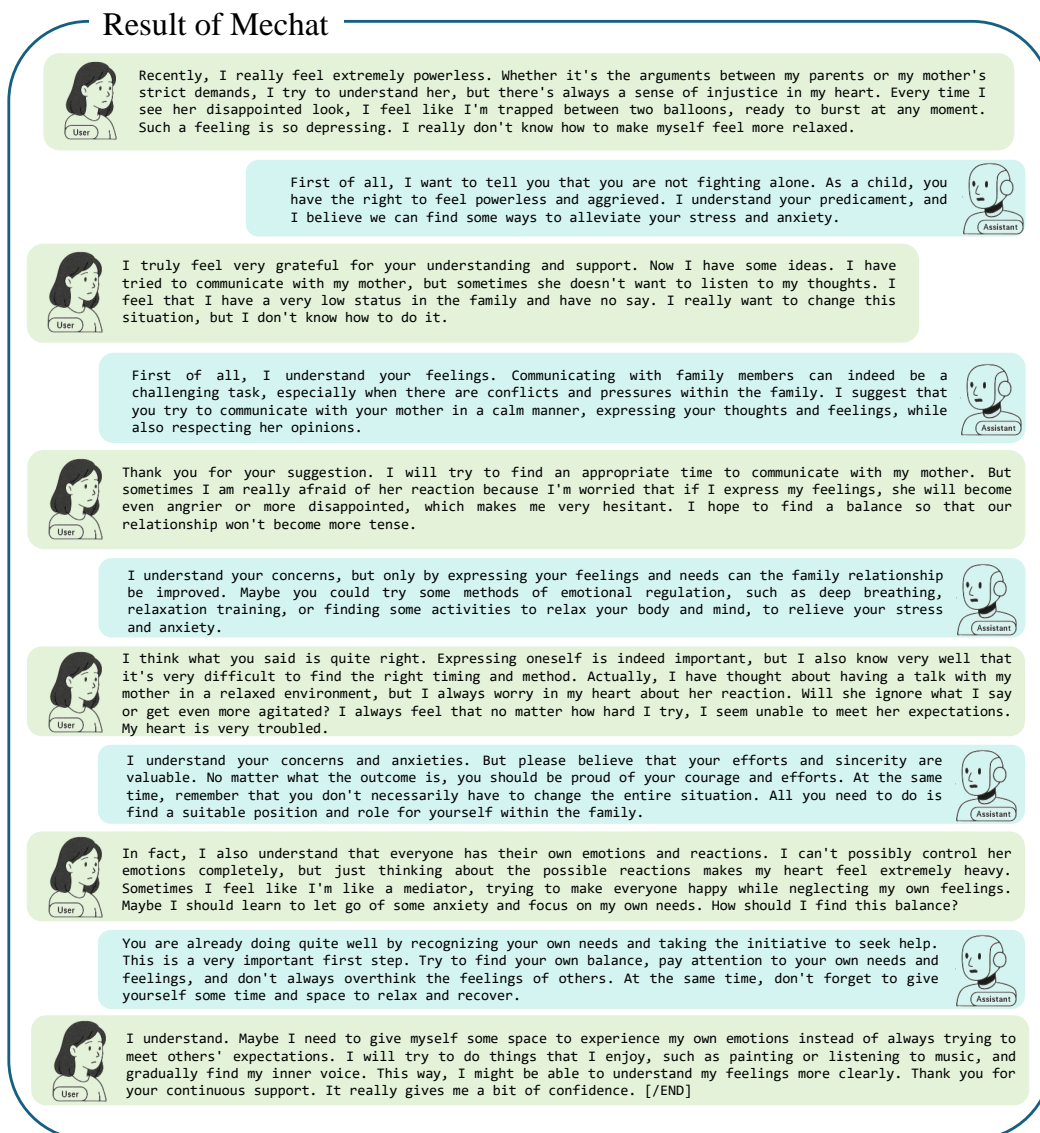 Result of Mechat
Recently, I really feel extremely powerless. Whether it's the arguments between my parents or my mother's
strict demands, I try to understand her, but there's always a sense of injustice in my heart. Every time I
see her disappointed look, I feel like I'm trapped between two balloons, ready to burst at any moment.
Such a feeling is so depressing. I really don't know how to make myself feel more relaxed.
User
First of all, I want to tell you that you are not fighting alone. As a child, you
have the right to feel powerless and aggrieved. I understand your predicament, and
I believe we can find some ways to alleviate your stress and anxiety.
Assistant
I truly feel very grateful for your understanding and support. Now I have some ideas. I have
tried to communicate with my mother, but sometimes she doesn't want to listen to my thoughts. I
feel that I have a very low status in the family and have no say. I really want to change this
situation, but I don't know how to do it.
User
First of all, I understand your feelings. Communicating with family members can indeed be a
challenging task, especially when there are conflicts and pressures within the family. I suggest that
you try to communicate with your mother in a calm manner, expressing your thoughts and feelings, while
also respecting her opinions.
Assistant
Thank you for your suggestion. I will try to find an appropriate time to communicate with my mother. But
sometimes I am really afraid of her reaction because I'm worried that if I express my feelings, she will become
even angrier or more disappointed, which makes me very hesitant. I hope to find a balance so that our
relationship won't become more tense.
User
I understand your concerns, but only by expressing your feelings and needs can the family relationship
be improved. Maybe you could try some methods of emotional regulation, such as deep breathing,
relaxation training, or finding some activities to relax your body and mind, to relieve your stress
and anxiety.
Assistant
I think what you said is quite right. Expressing oneself is indeed important, but I also know very well that
it's very difficult to find the right timing and method. Actually, I have thought about having a talk with my
mother in a relaxed environment, but I always worry in my heart about her reaction. Will she ignore what I say
or get even more agitated? I always feel that no matter how hard I try, I seem unable to meet her expectations.
My heart is very troubled.
User
I understand your concerns and anxieties. But please believe that your efforts and sincerity are
valuable. No matter what the outcome is, you should be proud of your courage and efforts. At the same
time, remember that you don't necessarily have to change the entire situation. All you need to do is
find a suitable position and role for yourself within the family.
Assistant
In fact, I also understand that everyone has their own emotions and reactions. I can't possibly control her
emotions completely, but just thinking about the possible reactions makes my heart feel extremely heavy.
Sometimes I feel like I'm like a mediator, trying to make everyone happy while neglecting my own feelings.
Maybe I should learn to let go of some anxiety and focus on my own needs. How should I find this balance?
User
You are already doing quite well by recognizing your own needs and taking the initiative to seek help.
This is a very important first step. Try to find your own balance, pay attention to your own needs and
feelings, and don't always overthink the feelings of others. At the same time, don't forget to give
yourself some time and space to relax and recover.
Assistant
I understand. Maybe I need to give myself some space to experience my own emotions instead of always trying to
meet others' expectations. I will try to do things that I enjoy, such as painting or listening to music, and
gradually find my inner voice. This way, I might be able to understand my feelings more clearly. Thank you for
your continuous support. It really gives me a bit of confidence. [/END]
User